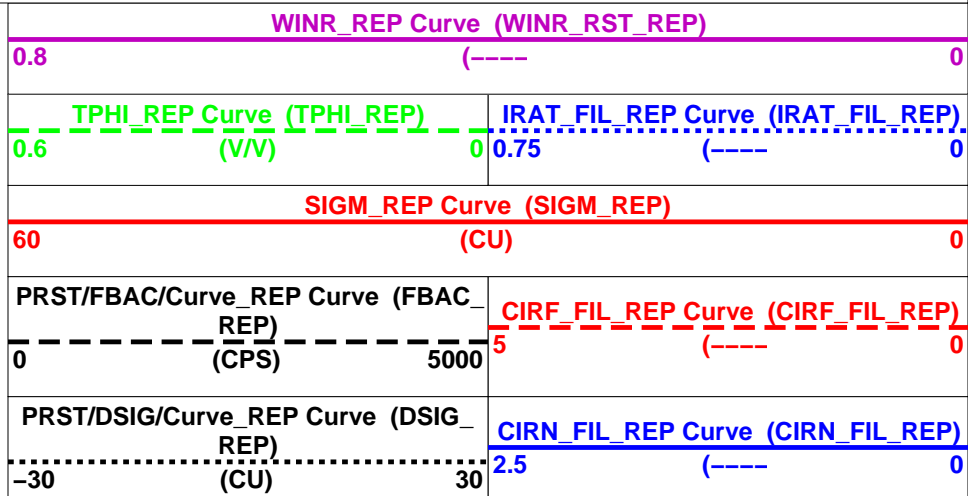 WINR_REP Curve (WINR_RST_REP)
0.8 (---- 0
TPHI_REP Curve (TPHI_REP)
0.6 (V/V) 0
IRAT_FIL_REP Curve (IRAT_FIL_REP)
0.75 (---- 0
SIGM_REP Curve (SIGM_REP)
60 (CU) 0
PRST/FBAC/Curve_REP Curve (FBAC_
REP)
0 (CPS) 5000
CIRF_FIL_REP Curve (CIRF_FIL_REP)
5 (---- 0
PRST/DSIG/Curve_REP Curve (DSIG_
REP)
-30 (CU) 30
CIRN_FIL_REP Curve (CIRN_FIL_REP)
2.5 (---- 0